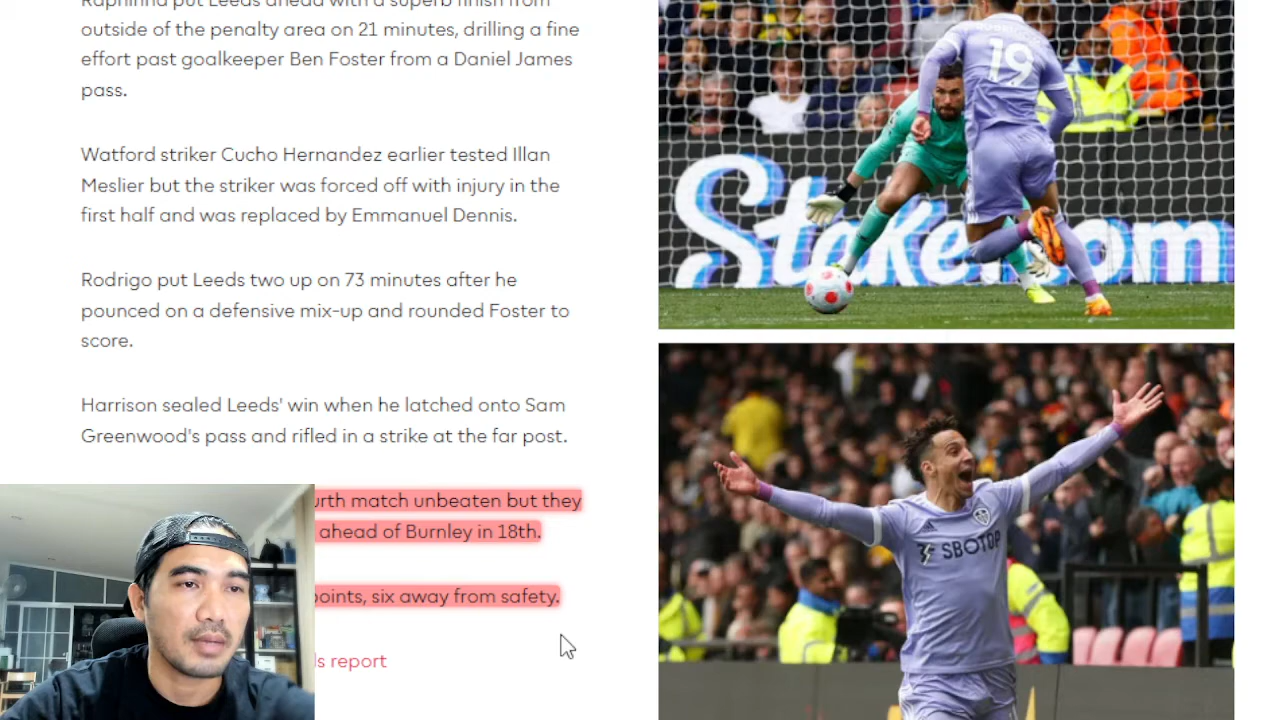 Raphinha put Leeds ahead with a superb finish from
outside of the penalty area on 21 minutes, drilling a fine
effort past goalkeeper Ben Foster from a Daniel James
pass.
Watford striker Cucho Hernandez earlier tested Illan
Meslier but the striker was forced off with injury in the
first half and was replaced by Emmanuel Dennis.
Rodrigo put Leeds two up on 73 minutes after he
pounced on a defensive mix-up and rounded Foster to
score.
Harrison sealed Leeds' win when he latched onto Sam
Greenwood's pass and rifled in a strike at the far post.
urth match unbeaten but they
ahead of Burnley in 18th.
points, six away from safety.
ds report
19
Stake.com
SBOTOP